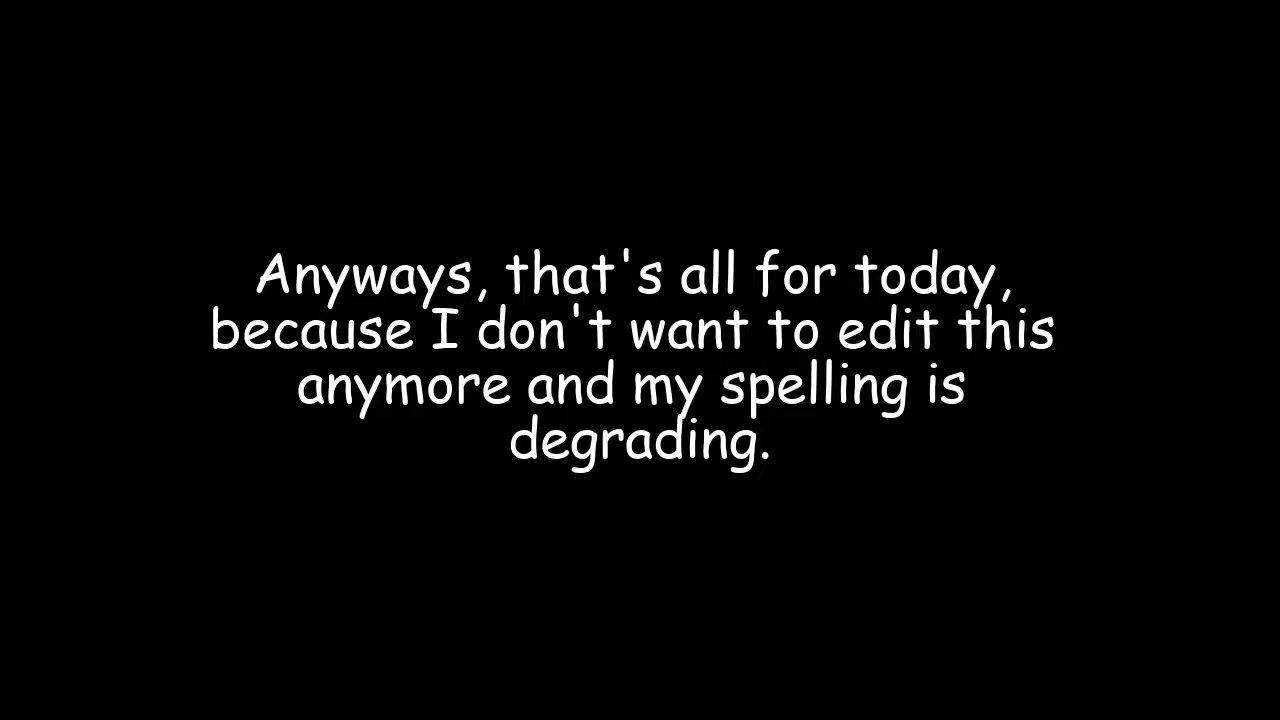 Anyways, that's all for today,
because I don't want to edit this
anymore and my spelling is
degrading.